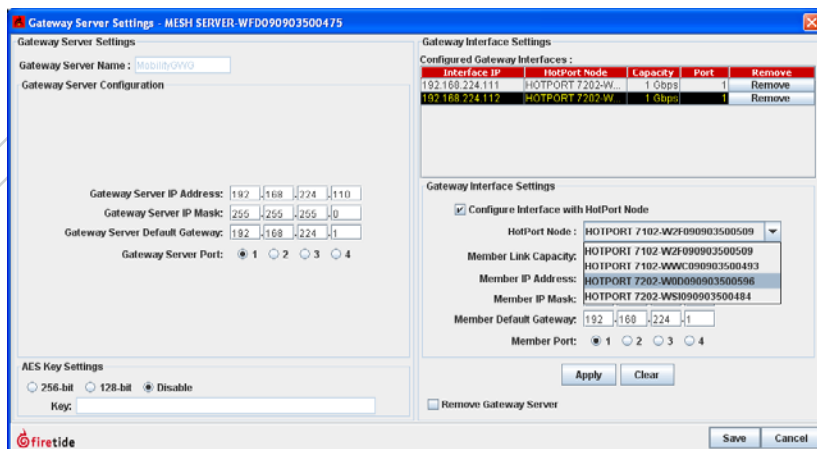 Gateway Server Settings - MESH SERVER-WFD090903500475
Gateway Server Settings
Gateway Server Name : MobilityGWG
Gateway Server Configuration
Gateway Server IP Address: 192 .168 .224 .110
Gateway Server IP Mask: 255 .255 .255 .0
Gateway Server Default Gateway: 192 .168 .224 .1
Gateway Server Port: 1 2 3 4
AES Key Settings
256-bit 128-bit Disable
Key:
Gateway Interface Settings
Configured Gateway Interfaces :
Interface IP HotPort Node Capacity Port Remove
192.168.224.111 HOTPORT 7202-W... 1 Gbps 1 Remove
192.168.224.112 HOTPORT 7202-W... 1 Gbps 1 Remove
Gateway Interface Settings
Configure Interface with HotPort Node
HotPort Node : HOTPORT 7102-W2F090903500509
Member Link Capacity: HOTPORT 7102-W2F090903500509
HOTPORT 7102-WWC090903500493
Member IP Address: HOTPORT 7202-W0D090903500596
Member IP Mask: HOTPORT 7202-WSI090903500484
Member Default Gateway: 192 .168 .224 .1
Member Port: 1 2 3 4
Apply Clear
Remove Gateway Server
firetide
Save Cancel